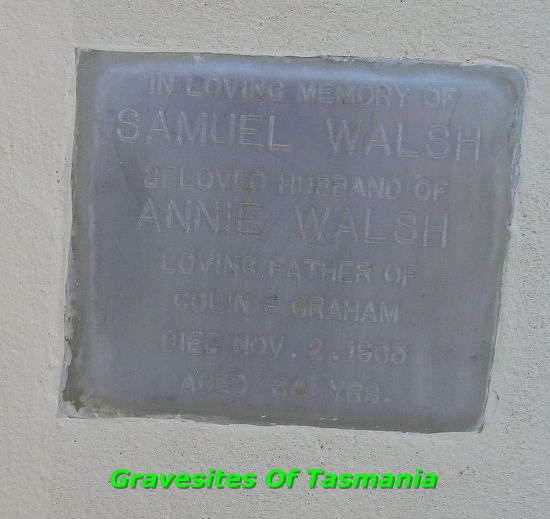 IN LOVING MEMORY OF
SAMUEL WALSH
BELOVED HUSBAND OF
ANNIE WALSH
LOVING FATHER OF
COLIN & GRAHAM
DIED NOV. 2. 1965
AGED 64 YRS.
Gravesites Of Tasmania